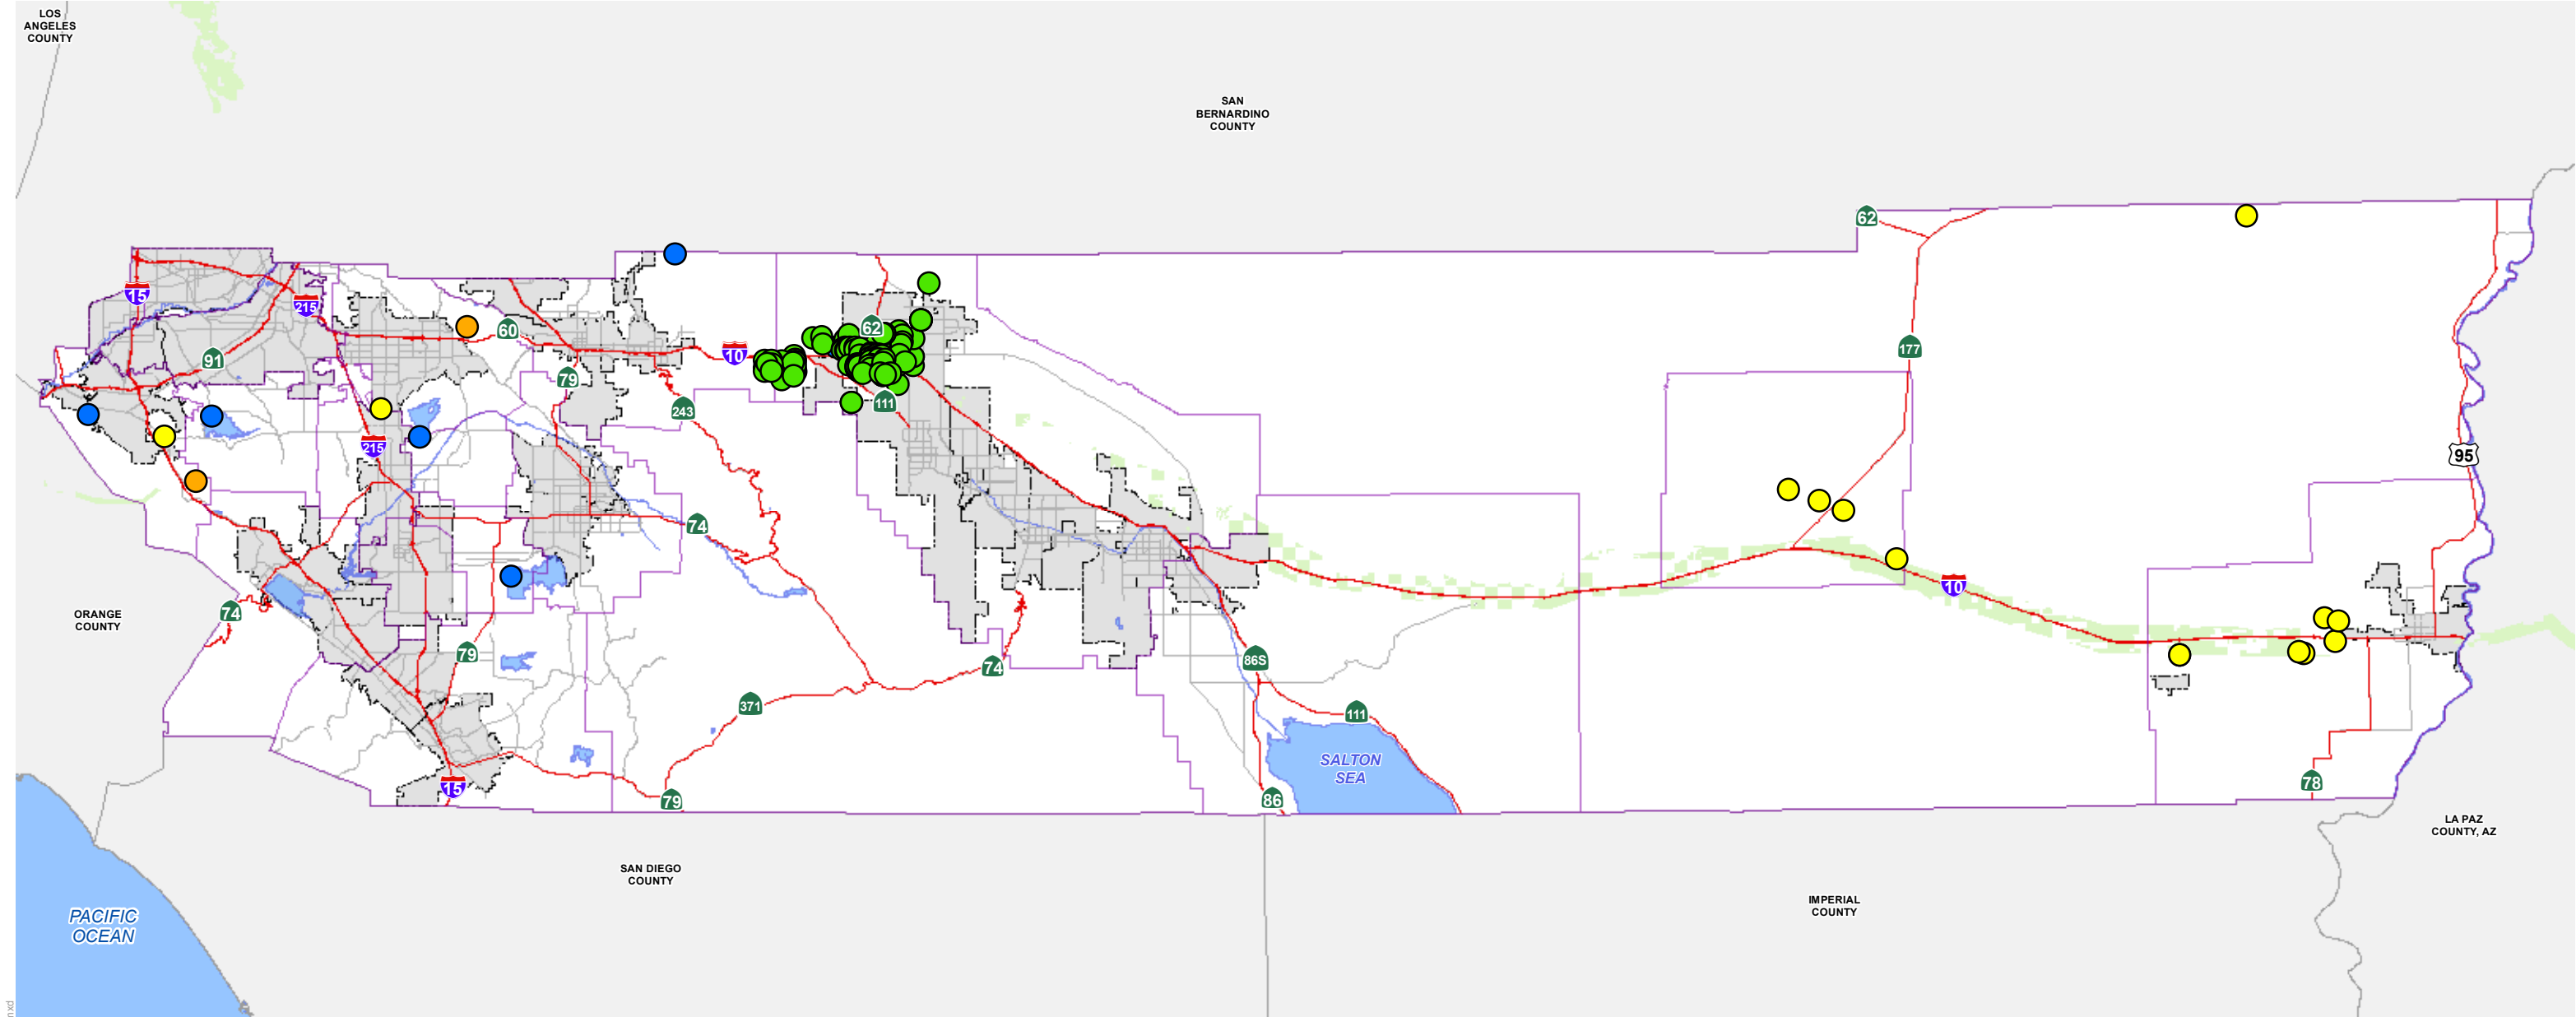 LOS
ANGELES
COUNTY
SAN
BERNARDINO
COUNTY
62
15
215
62
60
10
177
91
79
243
111
215
95
74
10
74
ORANGE
COUNTY
79
86S
74
371
111
SALTON
SEA
15
79
86
78
LA PAZ
COUNTY, AZ
SAN DIEGO
COUNTY
IMPERIAL
COUNTY
PACIFIC
OCEAN